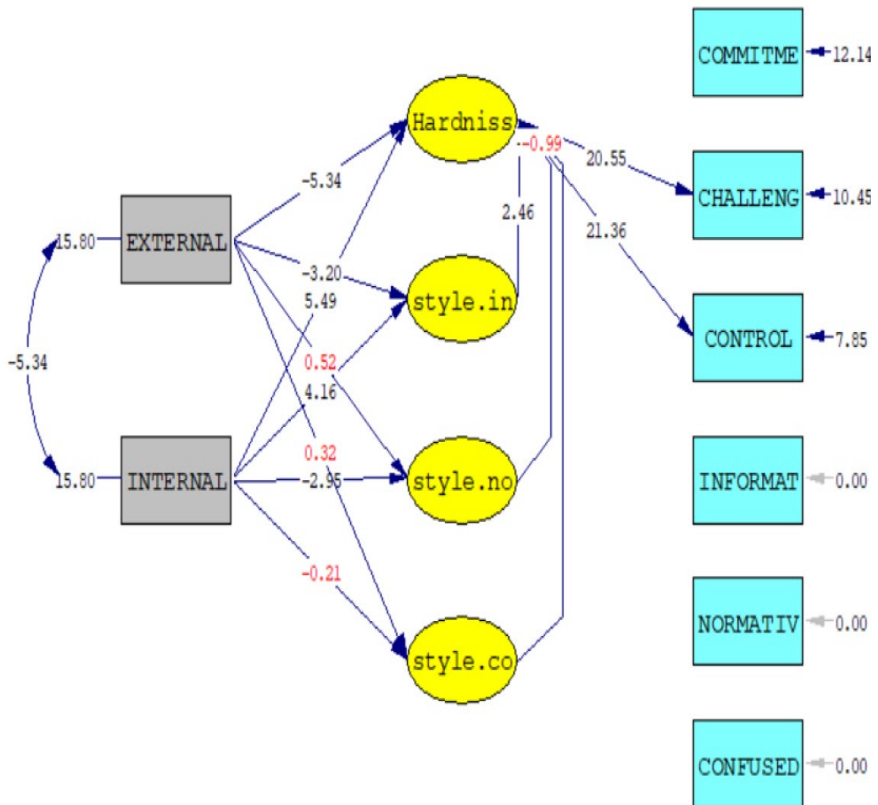 COMMITME
12.14
Hardniss
-0.99
20.55
CHALLENG
10.45
-5.34
2.46
21.36
15.80
EXTERNAL
-3.20
5.49
style.in
CONTROL
7.85
-5.34
0.52
4.16
0.32
-2.95
15.80
INTERNAL
style.no
INFORMAT
0.00
-0.21
NORMATIV
0.00
style.co
CONFUSED
0.00